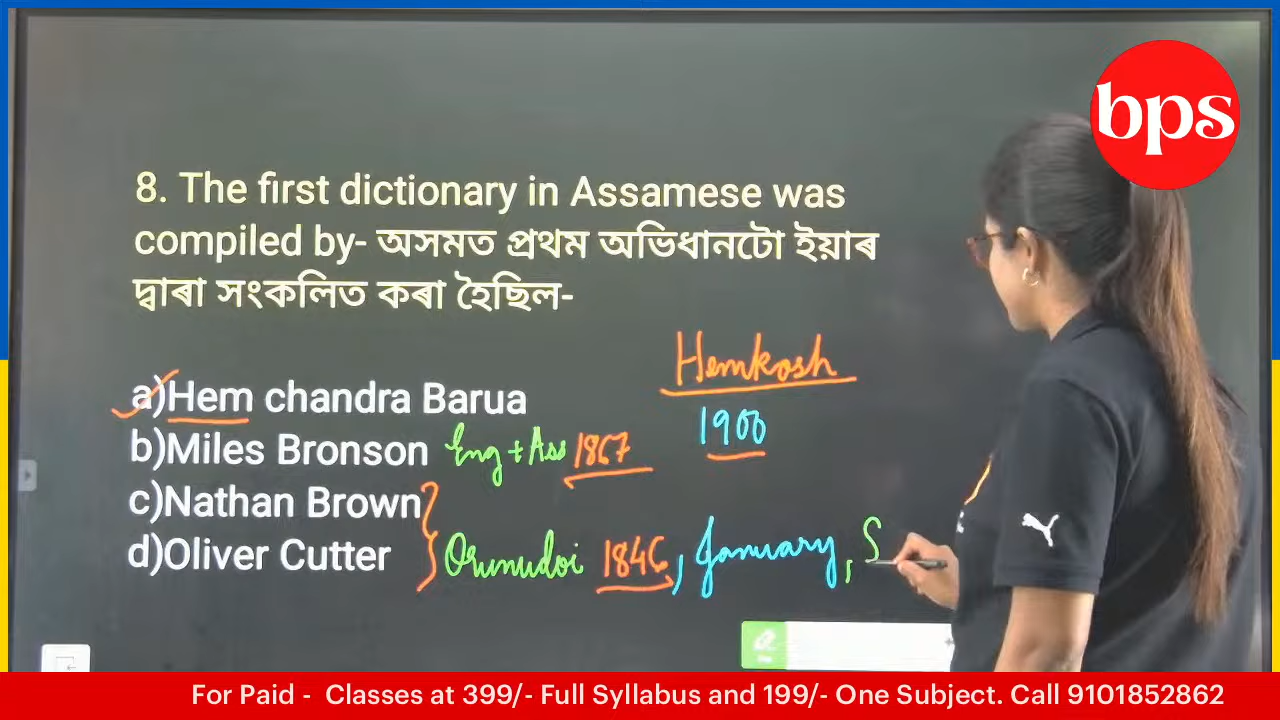 bps
8. The first dictionary in Assamese was
compiled by- অসমত প্ৰথম অভিধানটো ইয়াৰ
দ্বাৰা সংকলিত কৰা হৈছিল-
Hemkosh
1900
a)Hem chandra Barua
b)Miles Bronson Eng + Ass 1867
c)Nathan Brown
d)Oliver Cutter Orunudoi 1846, January, S
For Paid - Classes at 399/- Full Syllabus and 199/- One Subject. Call 9101852862